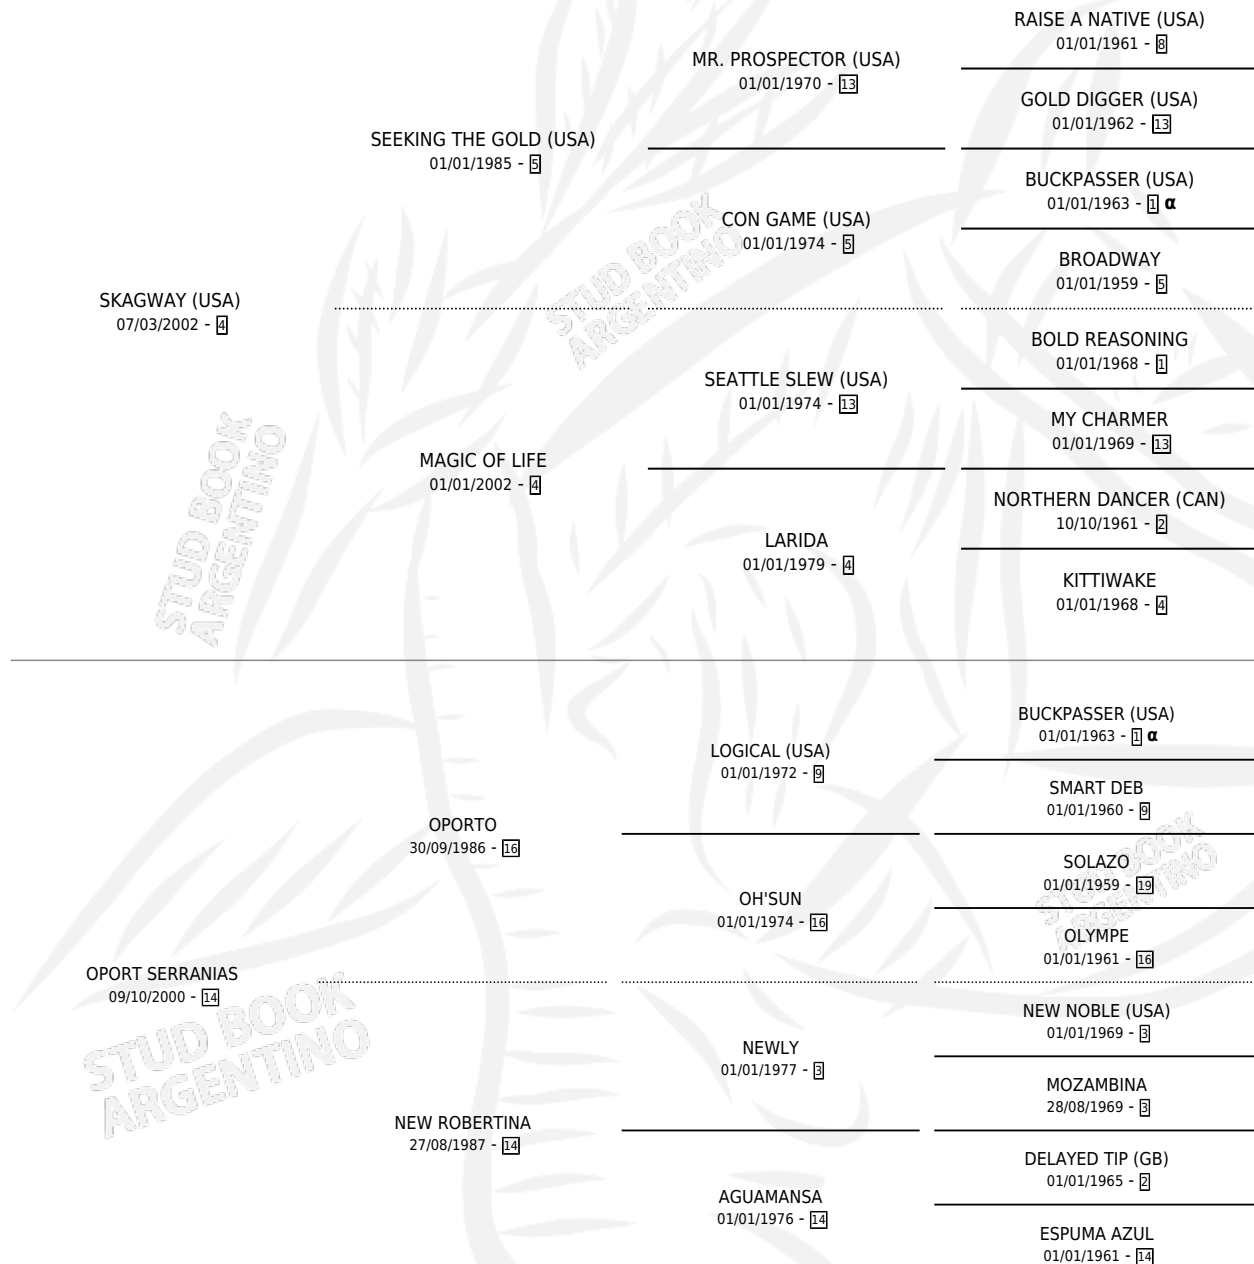 RAISE A NATIVE (USA)
01/01/1961 - 8
MR. PROSPECTOR (USA)
01/01/1970 - 13
GOLD DIGGER (USA)
01/01/1962 - 13
SEEKING THE GOLD (USA)
01/01/1985 - 5
BUCKPASSER (USA)
01/01/1963 - 1 α
CON GAME (USA)
01/01/1974 - 5
BROADWAY
01/01/1959 - 5
STUD BOOK
ARGENTINO
SKAGWAY (USA)
07/03/2002 - 4
BOLD REASONING
01/01/1968 - 1
SEATTLE SLEW (USA)
01/01/1974 - 13
MY CHARMER
01/01/1969 - 13
MAGIC OF LIFE
01/01/2002 - 4
NORTHERN DANCER (CAN)
10/10/1961 - 2
LARIDA
01/01/1979 - 4
KITTIWAKE
01/01/1968 - 4
STUD BOOK
ARGENTINO
BUCKPASSER (USA)
01/01/1963 - 1 α
LOGICAL (USA)
01/01/1972 - 9
SMART DEB
01/01/1960 - 9
OPORTO
30/09/1986 - 16
SOLAZO
01/01/1959 - 19
OH'SUN
01/01/1974 - 16
OLYMPE
01/01/1961 - 16
STUD BOOK
ARGENTINO
OPORT SERRANIAS
09/10/2000 - 14
STUD BOOK
ARGENTINO
NEW NOBLE (USA)
01/01/1969 - 3
NEWLY
01/01/1977 - 3
MOZAMBINA
28/08/1969 - 3
NEW ROBERTINA
27/08/1987 - 14
DELAYED TIP (GB)
01/01/1965 - 2
AGUAMANSA
01/01/1976 - 14
ESPUMA AZUL
01/01/1961 - 14